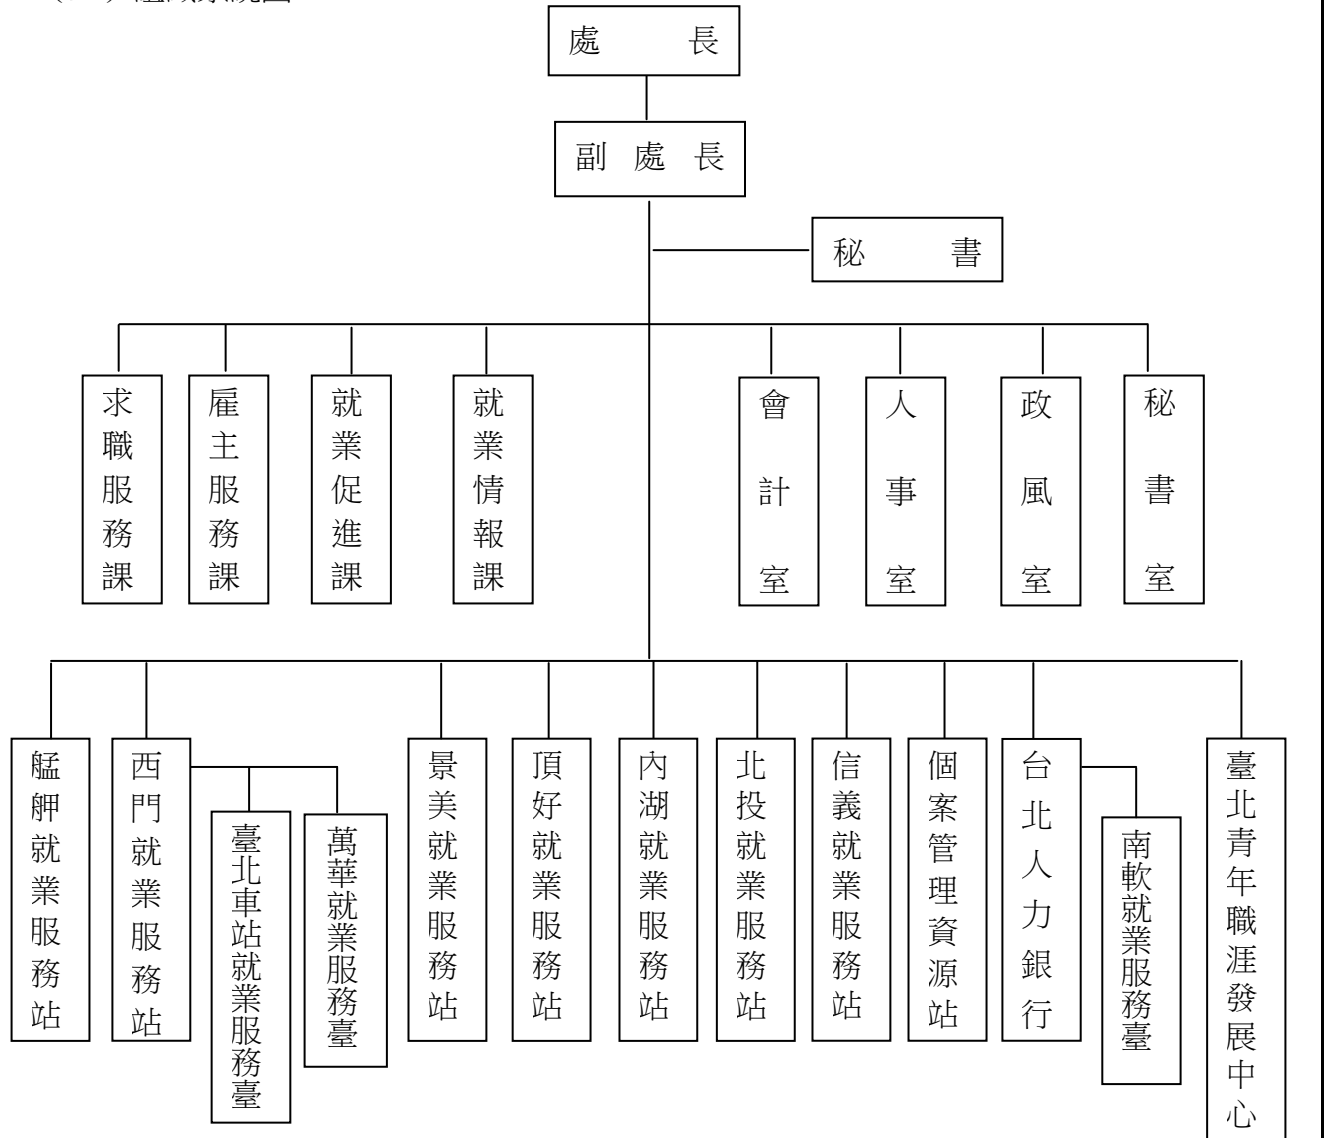 處長
副處長
秘書
求職服務課
雇主服務課
就業促進課
就業情報課
會計室
人事室
政風室
秘書室
艋舺就業服務站
西門就業服務站
臺北車站就業服務臺
萬華就業服務臺
景美就業服務站
頂好就業服務站
內湖就業服務站
北投就業服務站
信義就業服務站
個案管理資源站
台北人力銀行
南軟就業服務臺
臺北青年職涯發展中心